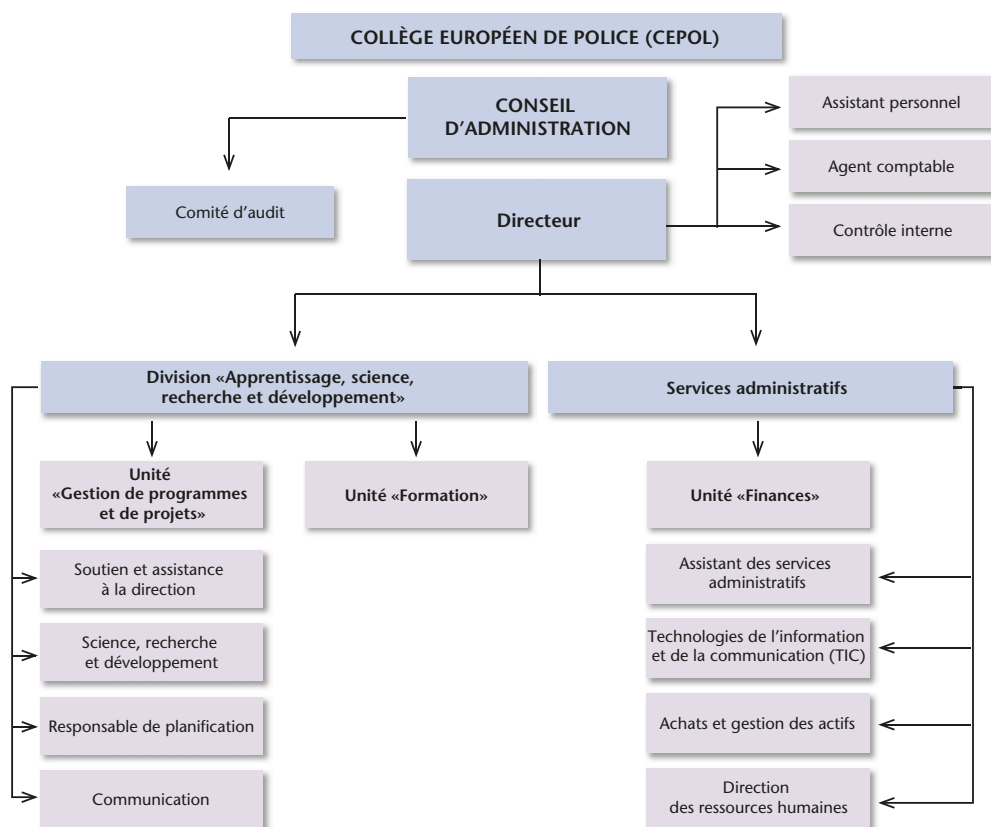 COLLÈGE EUROPÉEN DE POLICE (CEPOL)
CONSEIL
D'ADMINISTRATION
Assistant personnel
Agent comptable
Comité d'audit
Directeur
Contrôle interne
Division «Apprentissage, science,
recherche et développement»
Services administratifs
Unité
«Gestion de programmes
et de projets»
Unité «Formation»
Unité «Finances»
Soutien et assistance
à la direction
Assistant des services
administratifs
Science, recherche
et développement
Technologies de l'information
et de la communication (TIC)
Responsable de planification
Achats et gestion des actifs
Communication
Direction
des ressources humaines